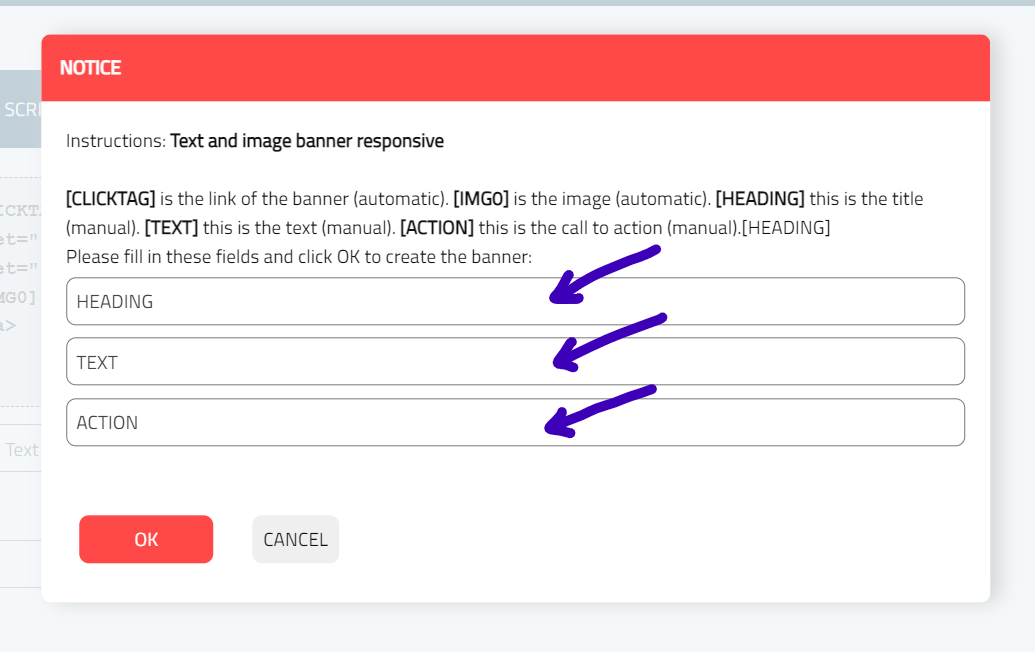 NOTICE
SCRI
Instructions: Text and image banner responsive
[CLICKTAG] is the link of the banner (automatic). [IMG0] is the image (automatic). [HEADING] this is the title
(manual). [TEXT] this is the text (manual). [ACTION] this is the call to action (manual).[HEADING]
Please fill in these fields and click OK to create the banner:
et="
et="
MG0]
a>
HEADING
TEXT
ACTION
Text
OK
CANCEL